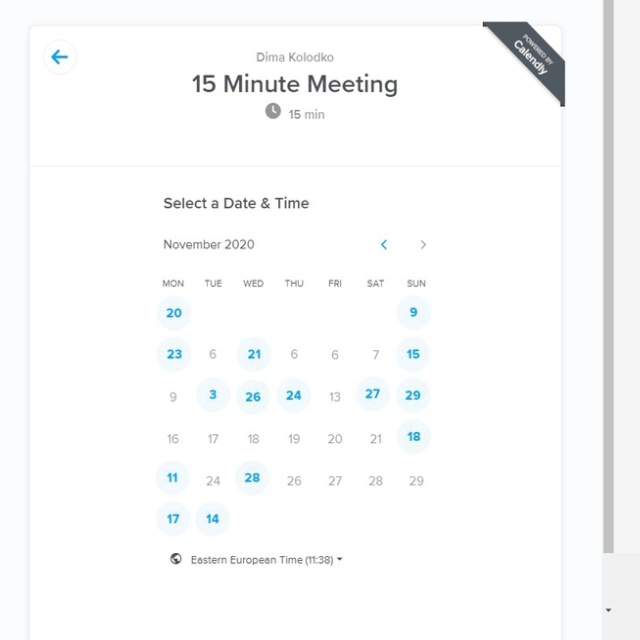 POWERED BY
Calendly
Dima Kolodko
15 Minute Meeting
15 min
Select a Date & Time
November 2020
MON TUE WED THU FRI SAT SUN
20 9
23 6 21 6 6 7 15
9 3 26 24 13 27 29
16 17 18 19 20 21 18
11 24 28 26 27 28 29
17 14
Eastern European Time (11:38)